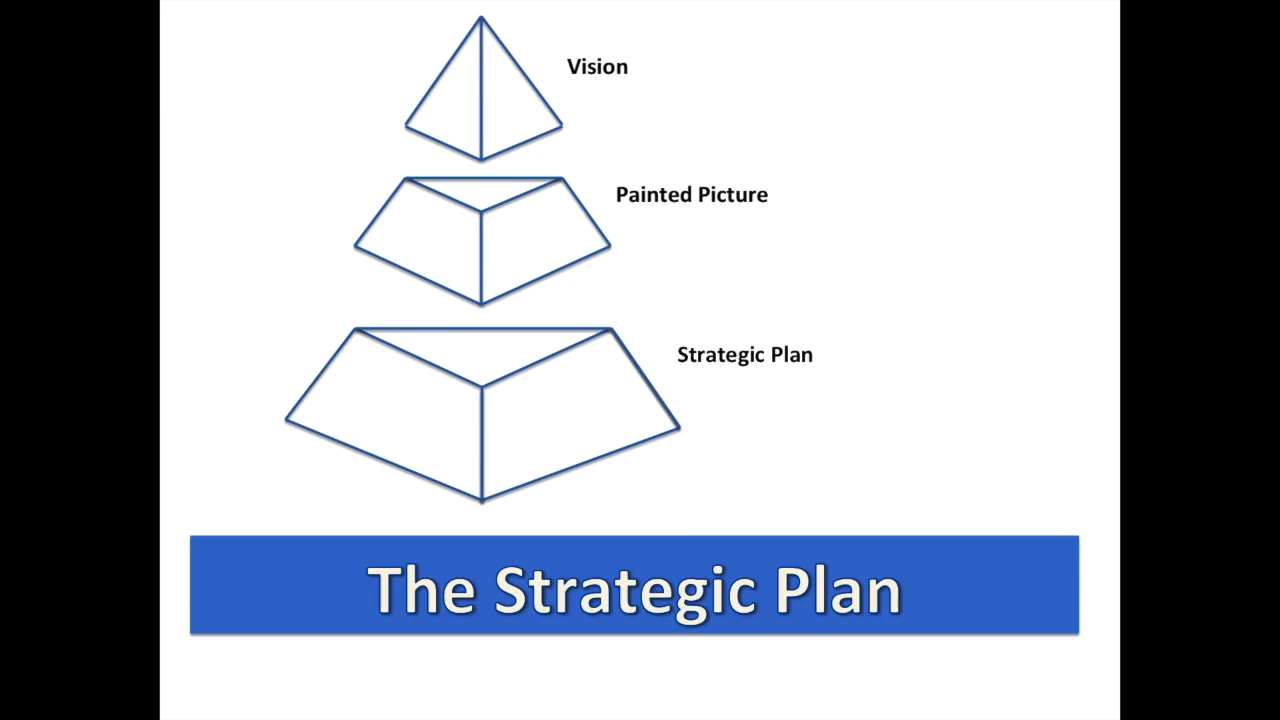 Vision
Painted Picture
Strategic Plan
The Strategic Plan